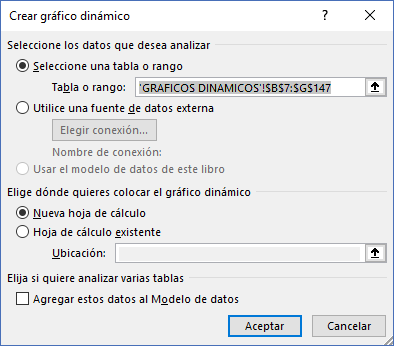 Crear gráfico dinámico
Seleccione los datos que desea analizar
Seleccione una tabla o rango
Tabla o rango: 'GRAFICOS DINAMICOS'!$B$7:$G$147
Utilice una fuente de datos externa
Elegir conexión...
Nombre de conexión:
Usar el modelo de datos de este libro
Elige dónde quieres colocar el gráfico dinámico
Nueva hoja de cálculo
Hoja de cálculo existente
Ubicación:
Elija si quiere analizar varias tablas
Agregar estos datos al Modelo de datos
Aceptar Cancelar